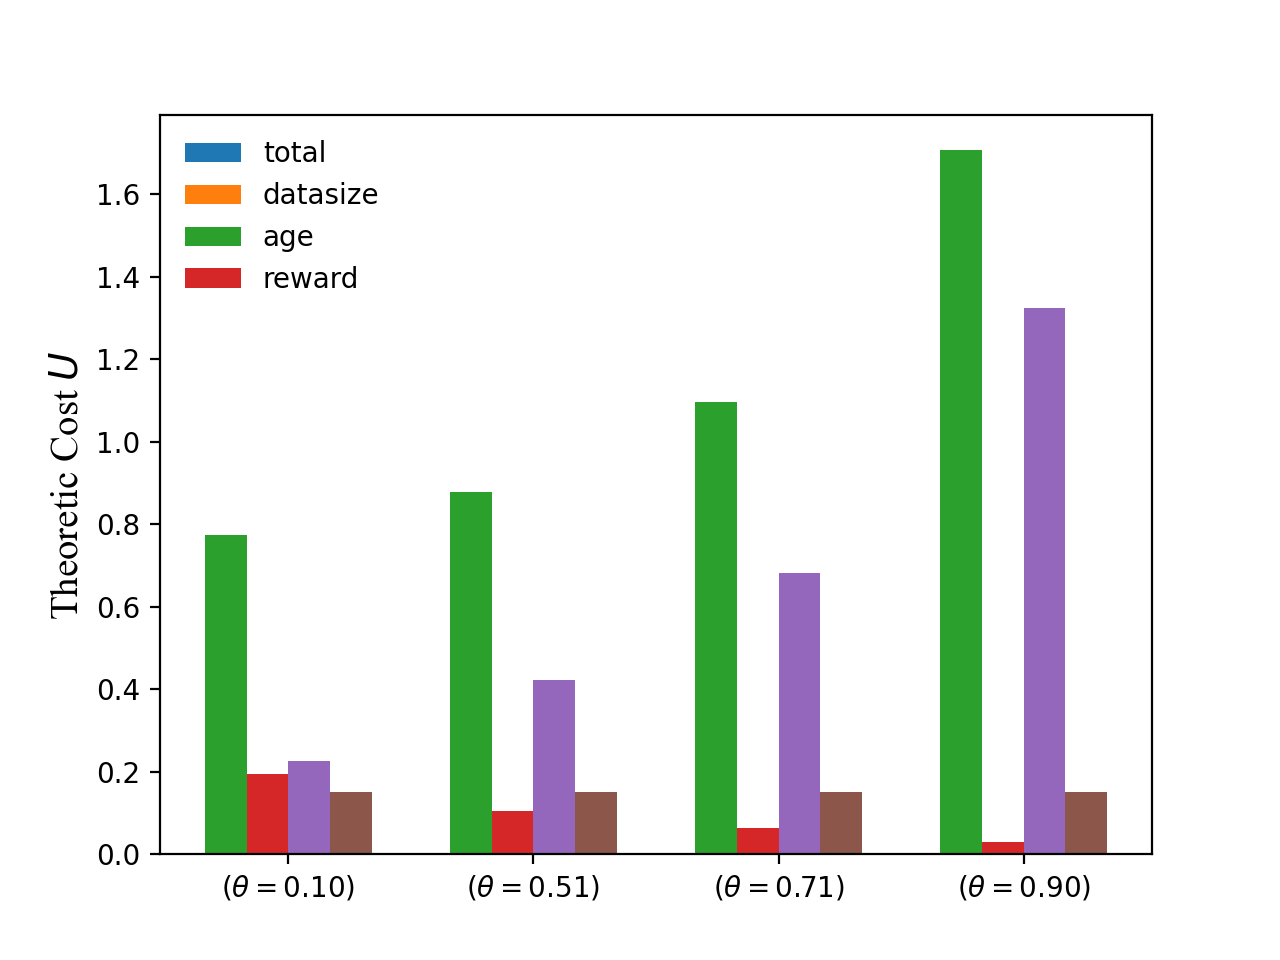 total
datasize
age
reward
Theoretic Cost U
1.6
1.4
1.2
1.0
0.8
0.6
0.4
0.2
0.0
(θ = 0.10)
(θ = 0.51)
(θ = 0.71)
(θ = 0.90)